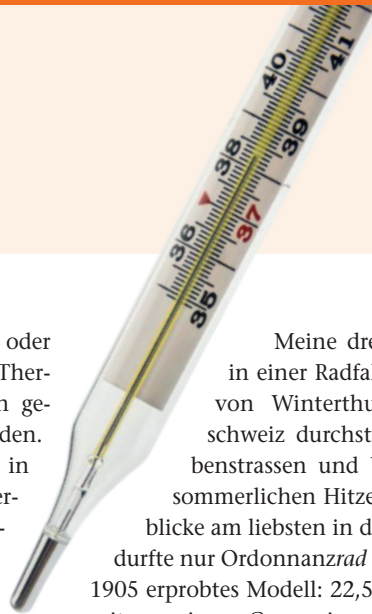 41
40
39
38
37
36
35
oder
Ther-
ge-
den.
in
er-
Meine dre
in einer Radfal
von Winterthu
schweiz durchst
benstrassen und
sommerlichen Hitze
blicke am liebsten in d
durfte nur Ordonnanzrad
1905 erprobtes Modell: 22,5